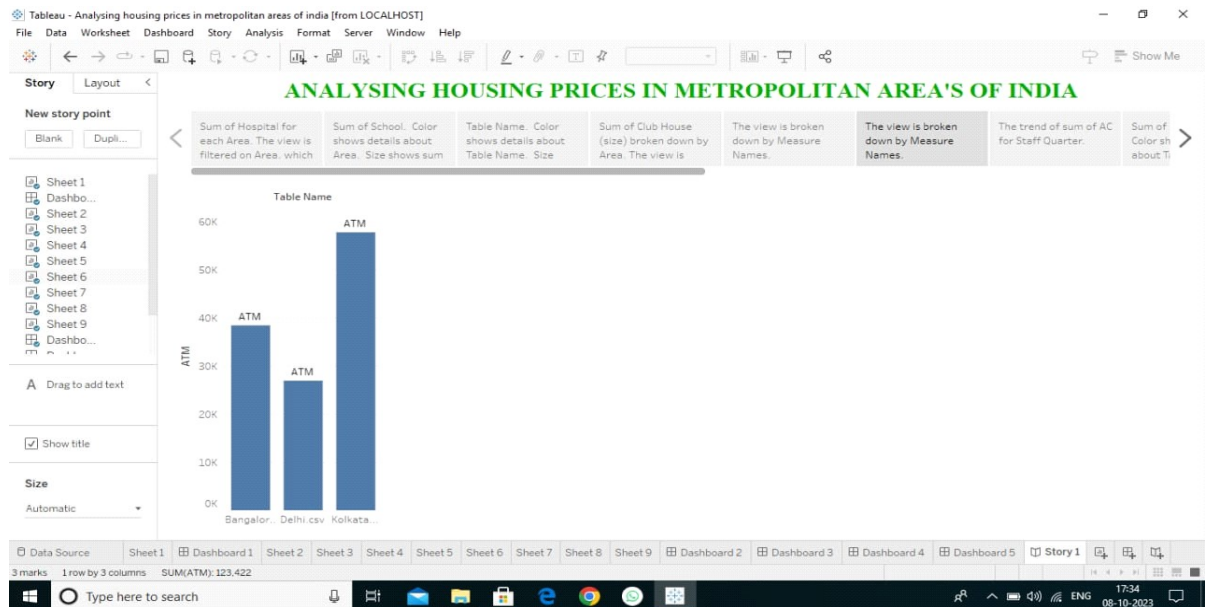 Tableau - Analysing housing prices in metropolitan areas of india [from LOCALHOST]
File Data Worksheet Dashboard Story Analysis Format Server Window Help
Show Me
Story Layout
New story point
Blank Dupli...
Sheet 1
Dashbo...
Sheet 2
Sheet 3
Sheet 4
Sheet 5
Sheet 6
Sheet 7
Sheet 8
Sheet 9
Dashbo...
A Drag to add text
Show title
Size
Automatic
ANALYSING HOUSING PRICES IN METROPOLITAN AREA'S OF INDIA
Sum of Hospital for
each Area. The view is
filtered on Area, which
Sum of School. Color
shows details about
Area. Size shows sum
Table Name. Color
shows details about
Table Name. Size
Sum of Club House
(size) broken down by
Area. The view is
The view is broken
down by Measure
Names.
The view is broken
down by Measure
Names.
The trend of sum of AC
for Staff Quarter.
Sum of
Color sh
about T
Table Name
ATM
60K
50K
40K
30K
20K
10K
0K
ATM
ATM
ATM
Bangalor.. Delhi.csv Kolkata...
Data Source Sheet 1 Dashboard 1 Sheet 2 Sheet 3 Sheet 4 Sheet 5 Sheet 6 Sheet 7 Sheet 8 Sheet 9 Dashboard 2 Dashboard 3 Dashboard 4 Dashboard 5 Story 1
3 marks 1 row by 3 columns SUM(ATM): 123,422
Type here to search
ENG
17:34
08-10-2023